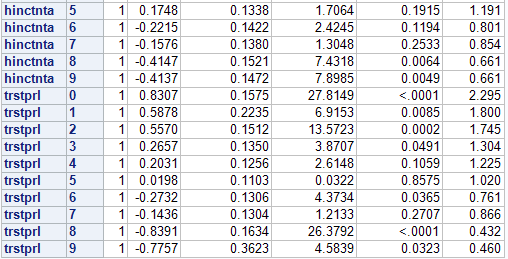 hinctnta 5 1 0.1748 0.1338 1.7064 0.1915 1.191
hinctnta 6 1 -0.2215 0.1422 2.4245 0.1194 0.801
hinctnta 7 1 -0.1576 0.1380 1.3048 0.2533 0.854
hinctnta 8 1 -0.4147 0.1521 7.4318 0.0064 0.661
hinctnta 9 1 -0.4137 0.1472 7.8985 0.0049 0.661
trstprl 0 1 0.8307 0.1575 27.8149 <.0001 2.295
trstprl 1 1 0.5878 0.2235 6.9153 0.0085 1.800
trstprl 2 1 0.5570 0.1512 13.5723 0.0002 1.745
trstprl 3 1 0.2657 0.1350 3.8707 0.0491 1.304
trstprl 4 1 0.2031 0.1256 2.6148 0.1059 1.225
trstprl 5 1 0.0198 0.1103 0.0322 0.8575 1.020
trstprl 6 1 -0.2732 0.1306 4.3734 0.0365 0.761
trstprl 7 1 -0.1436 0.1304 1.2133 0.2707 0.866
trstprl 8 1 -0.8391 0.1634 26.3792 <.0001 0.432
trstprl 9 1 -0.7757 0.3623 4.5839 0.0323 0.460